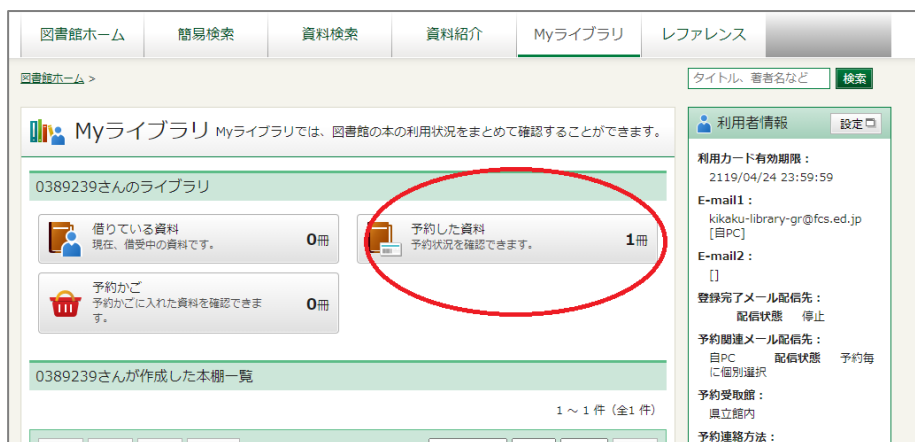 図書館ホーム 簡易検索 資料検索 資料紹介 Myライブラリ レファレンス
図書館ホーム >
タイトル、著者名など 検索
Myライブラリ Myライブラリでは、図書館の本の利用状況をまとめて確認することができます。
0389239さんのライブラリ
借りている資料
現在、借受中の資料です。
0冊
予約した資料
予約状況を確認できます。
1冊
予約かご
予約かごに入れた資料を確認できま
す。
0冊
0389239さんが作成した本棚一覧
1 ～ 1 件（全1 件）
利用者情報 設定
利用カード有効期限：
2119/04/24 23:59:59
E-mail1：
kikaku-library-gr@fcs.ed.jp
[自PC]
E-mail2：
[]
登録完了メール配信先：
配信状態 停止
予約関連メール配信先：
自PC 配信状態 予約毎
に個別選択
予約受取館：
県立館内
予約連絡方法：